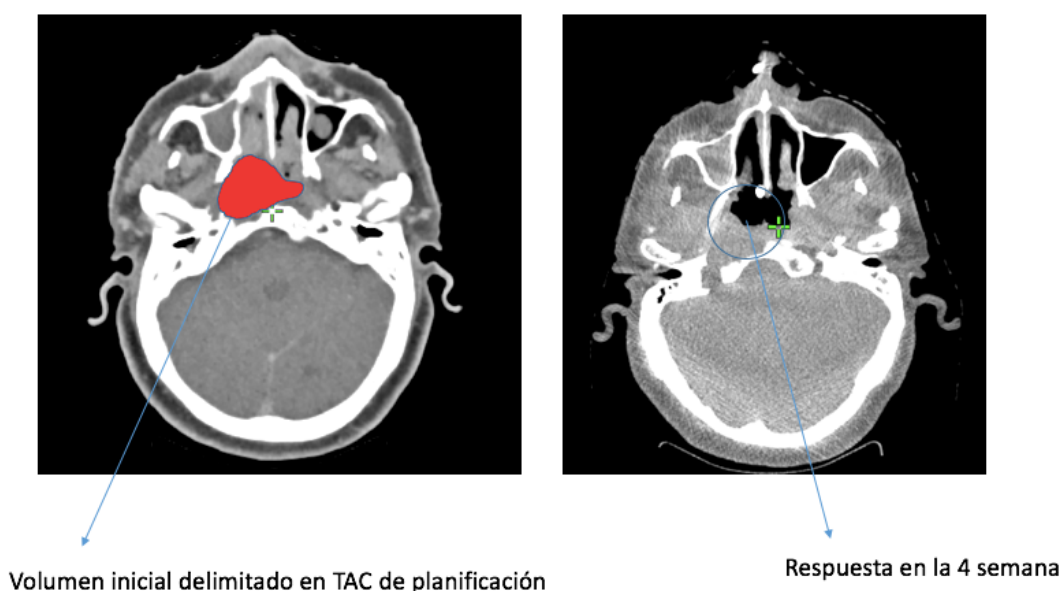 Volumen inicial delimitado en TAC de planificación
Respuesta en la 4 semana